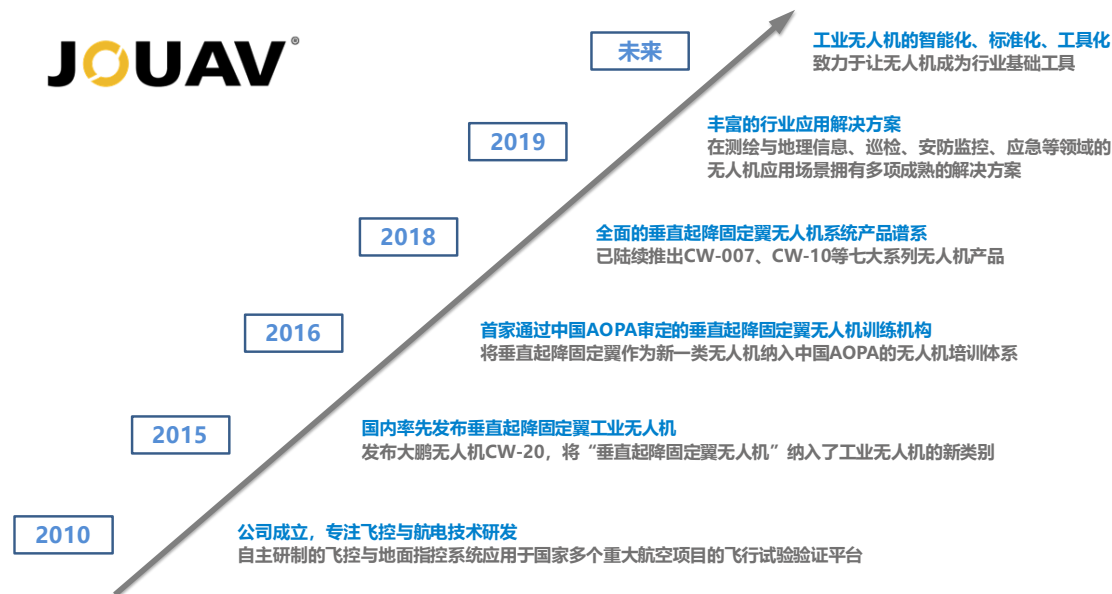 JOUAV®
未来
工业无人机的智能化、标准化、工具化
致力于让无人机成为行业基础工具
2019
丰富的行业应用解决方案
在测绘与地理信息、巡检、安防监控、应急等领域的
无人机应用场景拥有多项成熟的解决方案
2018
全面的垂直起降固定翼无人机系统产品谱系
已陆续推出CW-007、CW-10等七大系列无人机产品
2016
首家通过中国AOPA审定的垂直起降固定翼无人机训练机构
将垂直起降固定翼作为新一类无人机纳入中国AOPA的无人机培训体系
2015
国内率先发布垂直起降固定翼工业无人机
发布大鹏无人机CW-20，将“垂直起降固定翼无人机”纳入了工业无人机的新类别
2010
公司成立，专注飞控与航电技术研发
自主研制的飞控与地面指控系统应用于国家多个重大航空项目的飞行试验验证平台